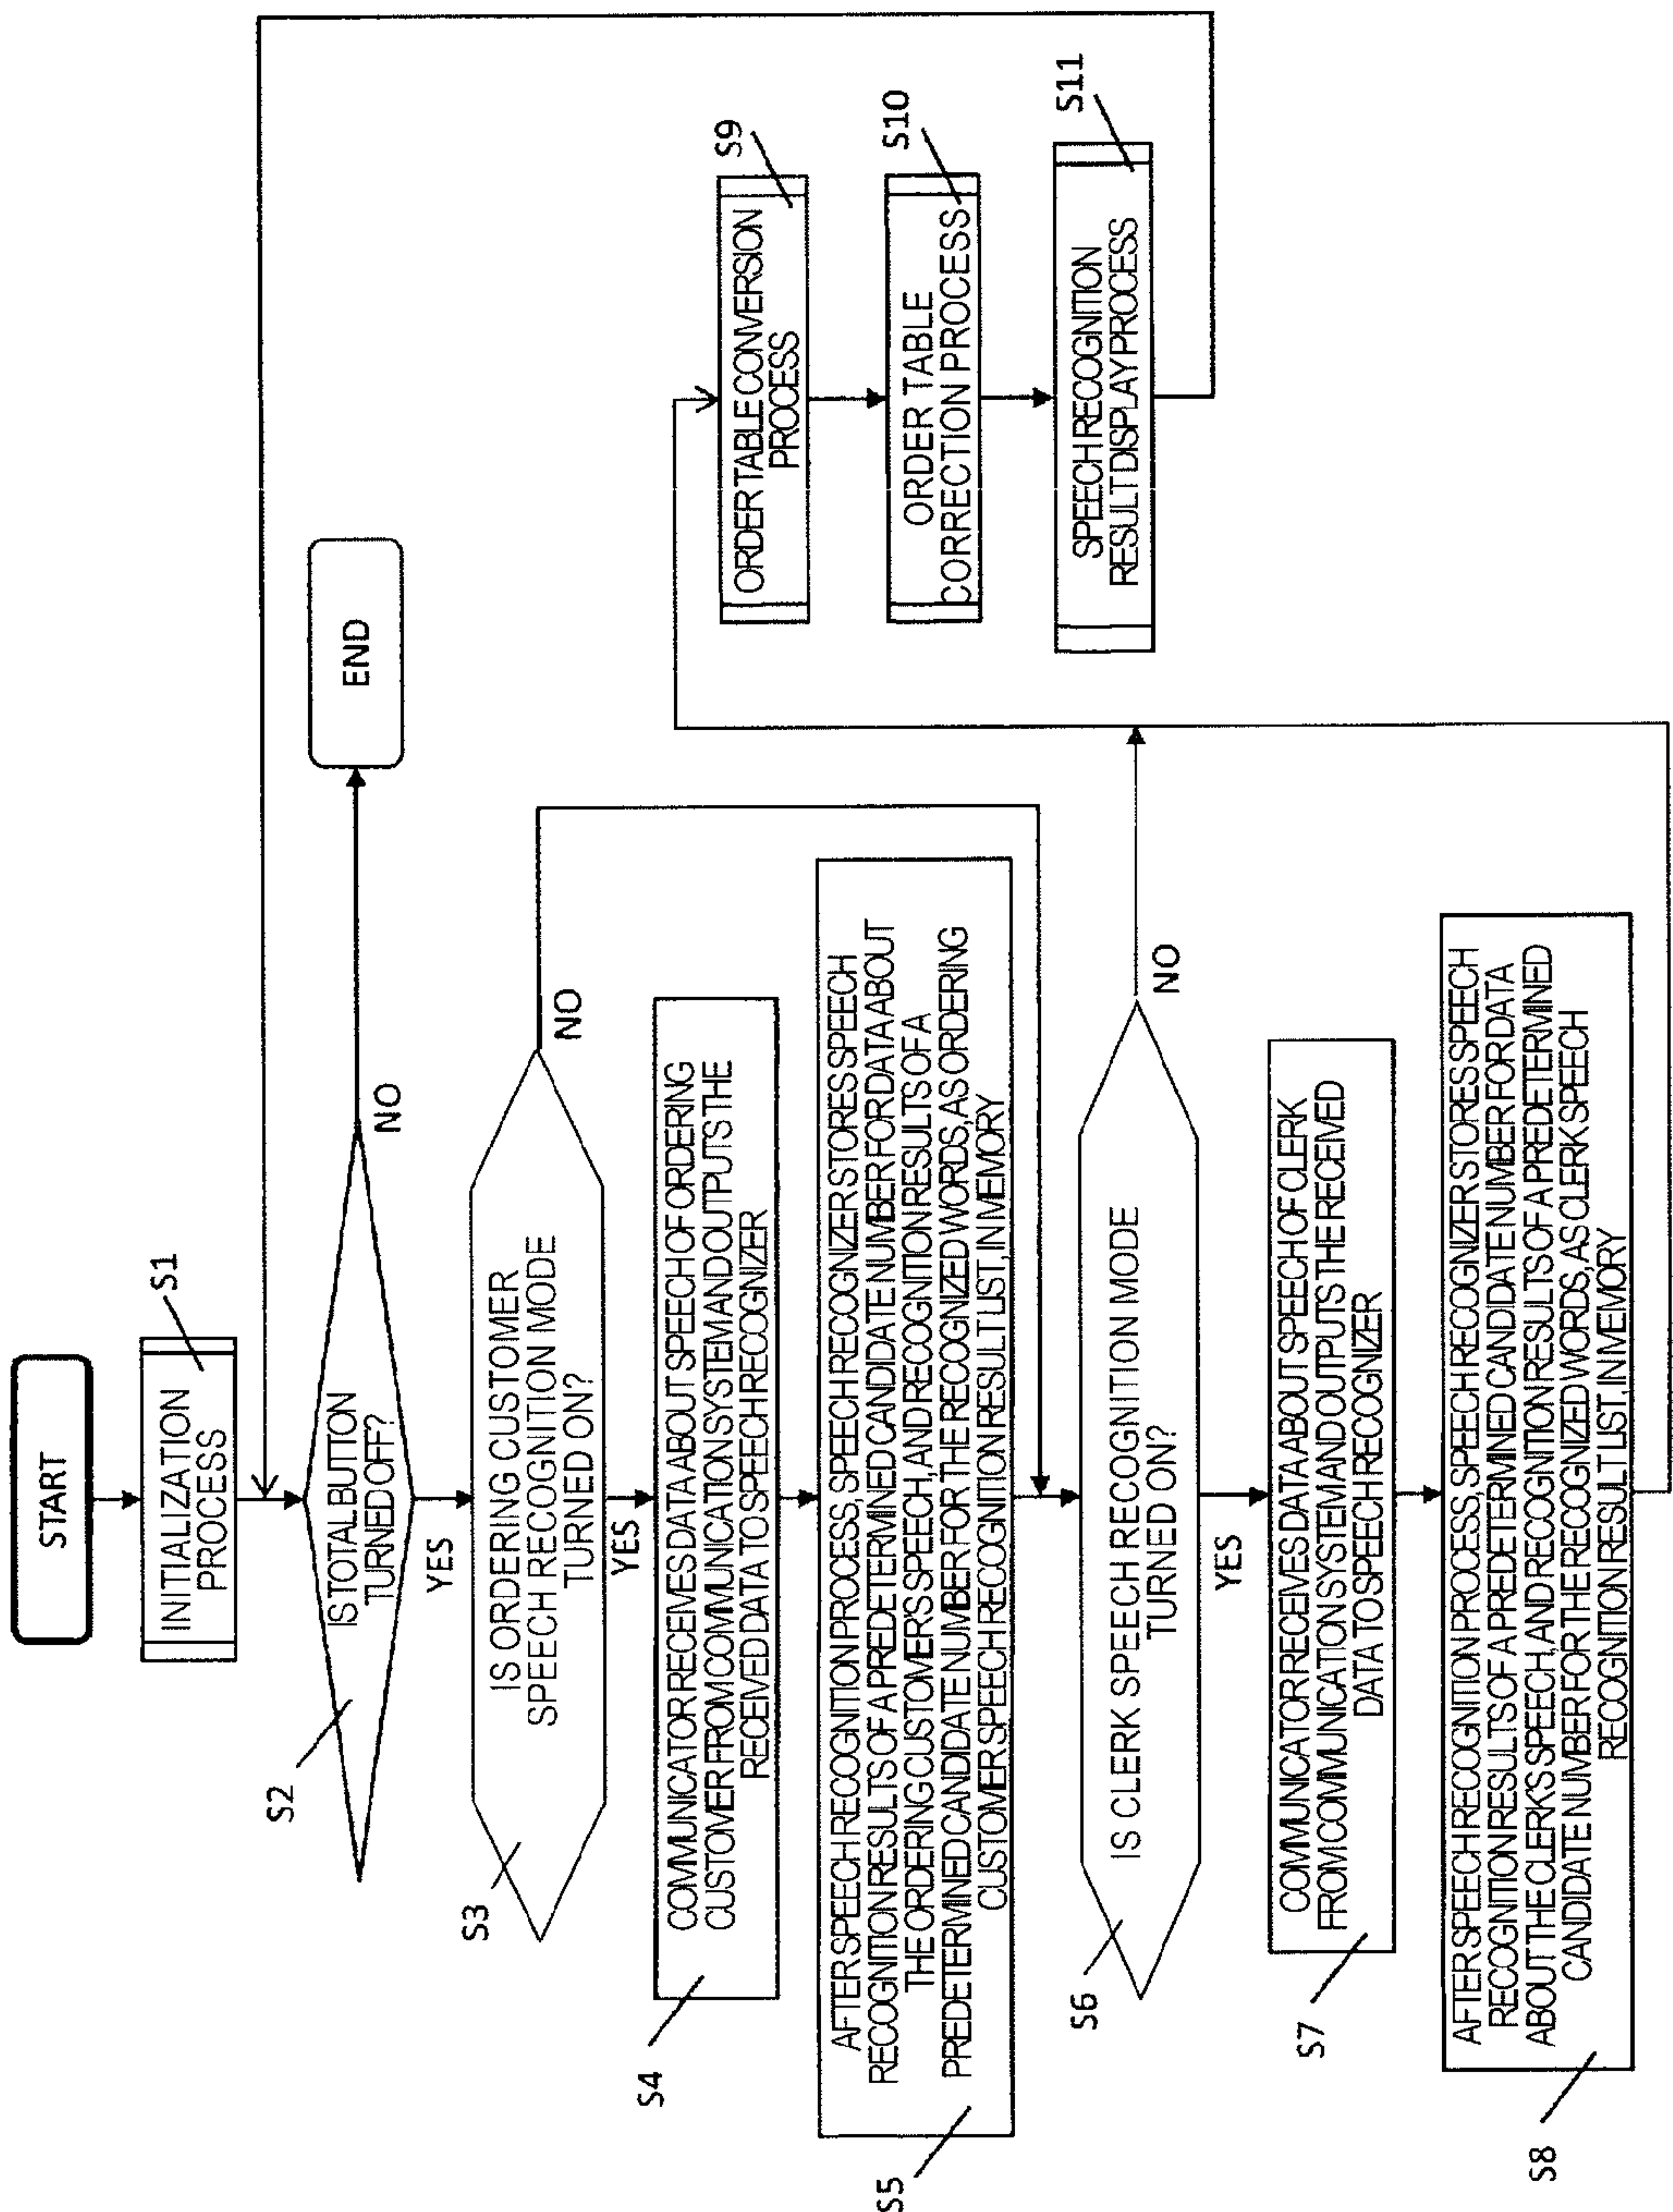 START
INITIALIZATION
PROCESS
S1
IS TOTAL BUTTON
TURNED OFF?
S2
NO
END
YES
IS ORDERING CUSTOMER
SPEECH RECOGNITION MODE
TURNED ON?
S3
NO
YES
COMMUNICATOR RECEIVES DATA ABOUT SPEECH OF ORDERING
CUSTOMER FROM COMMUNICATION SYSTEM AND OUTPUTS THE
RECEIVED DATA TO SPEECH RECOGNIZER
S4
AFTER SPEECH RECOGNITION PROCESS, SPEECH RECOGNIZER STORES SPEECH
RECOGNITION RESULTS OF A PREDETERMINED CANDIDATE NUMBER FOR DATA ABOUT
THE ORDERING CUSTOMER'S SPEECH, AND RECOGNITION RESULTS OF A
PREDETERMINED CANDIDATE NUMBER FOR THE RECOGNIZED WORDS, AS ORDERING
CUSTOMER SPEECH RECOGNITION RESULT LIST, IN MEMORY
S5
IS CLERK SPEECH RECOGNITION MODE
TURNED ON?
S6
NO
YES
COMMUNICATOR RECEIVES DATA ABOUT SPEECH OF CLERK
FROM COMMUNICATION SYSTEM AND OUTPUTS THE RECEIVED
DATA TO SPEECH RECOGNIZER
S7
AFTER SPEECH RECOGNITION PROCESS, SPEECH RECOGNIZER STORES SPEECH
RECOGNITION RESULTS OF A PREDETERMINED CANDIDATE NUMBER FOR DATA
ABOUT THE CLERK'S SPEECH, AND RECOGNITION RESULTS OF A PREDETERMINED
CANDIDATE NUMBER FOR THE RECOGNIZED WORDS, AS CLERK SPEECH
RECOGNITION RESULT LIST, IN MEMORY
S8
ORDER TABLE CONVERSION
PROCESS
S9
ORDER TABLE
CORRECTION PROCESS
S10
SPEECH RECOGNITION
RESULT DISPLAY PROCESS
S11